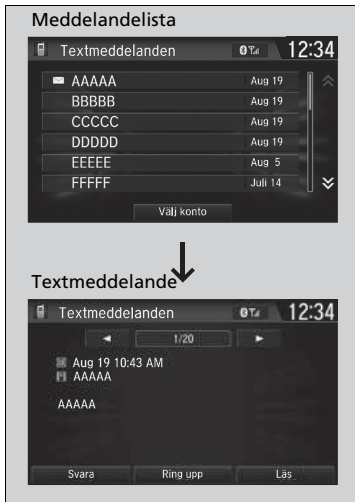 Meddelandelista
Textmeddelanden 12:34
AAAAA Aug 19
BBBBB Aug 19
CCCCC Aug 19
DDDDD Aug 19
EEEEE Aug 5
FFFFF Juli 14
Välj konto
Textmeddelande
Textmeddelanden 12:34
1/20
Aug 19 10:43 AM
AAAAA
AAAAA
Svara Ring upp Läs